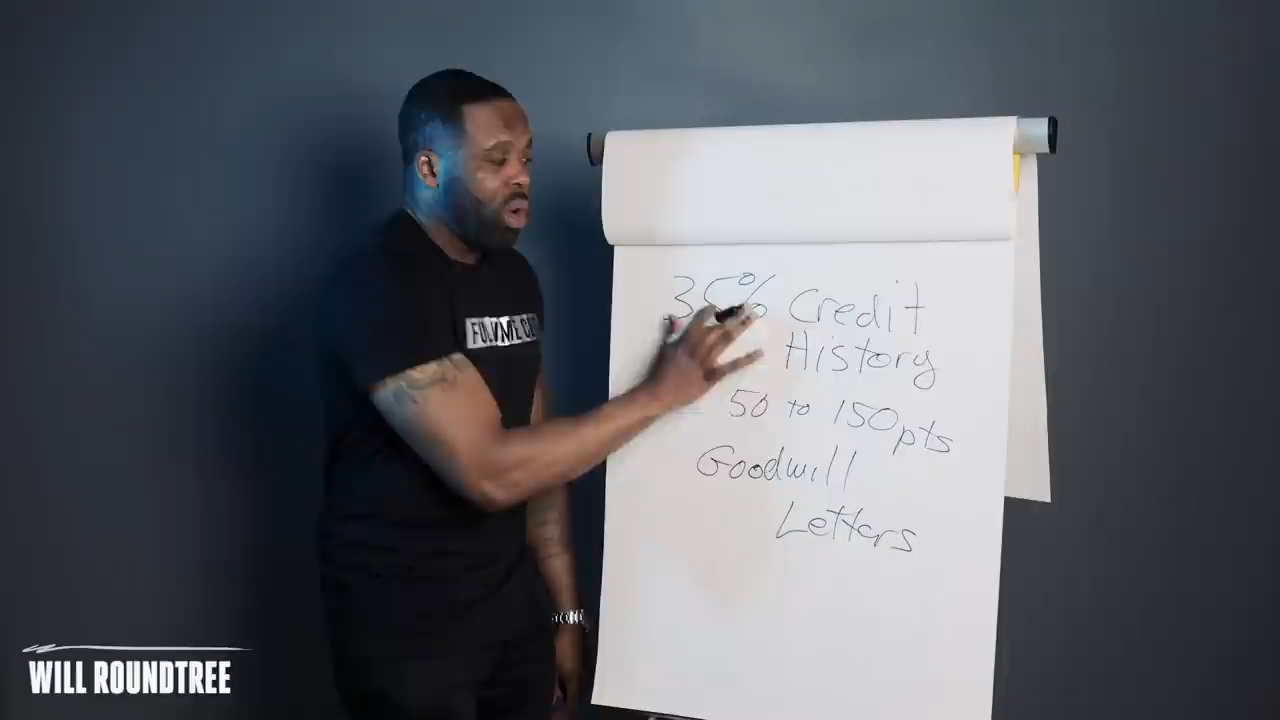 35% Credit
History
- 50 to 150pts
Goodwill
Letters
WILL ROUNDTREE